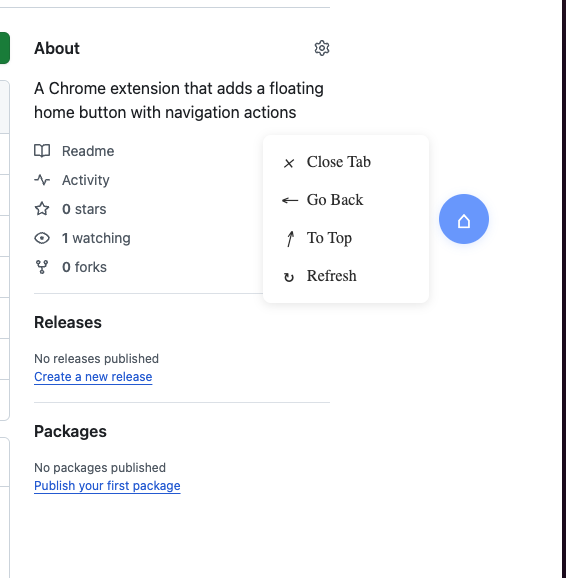 About
A Chrome extension that adds a floating
home button with navigation actions
Readme
Activity
0 stars
1 watching
0 forks
× Close Tab
← Go Back
↑ To Top
↻ Refresh
Releases
No releases published
Create a new release
Packages
No packages published
Publish your first package